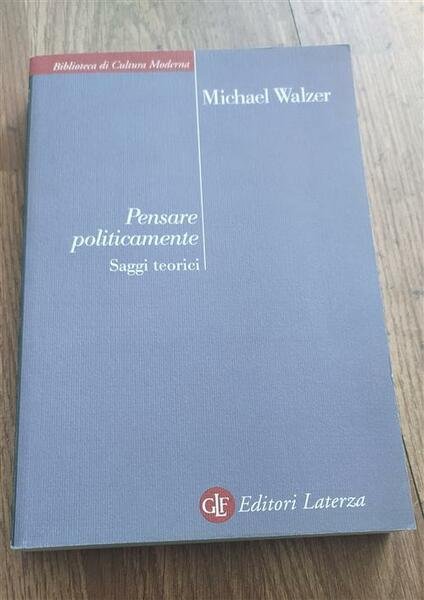 Biblioteca di Cultura Moderna
Michael Walzer
Pensare
politicamente
Saggi teorici
GLF Editori Laterza